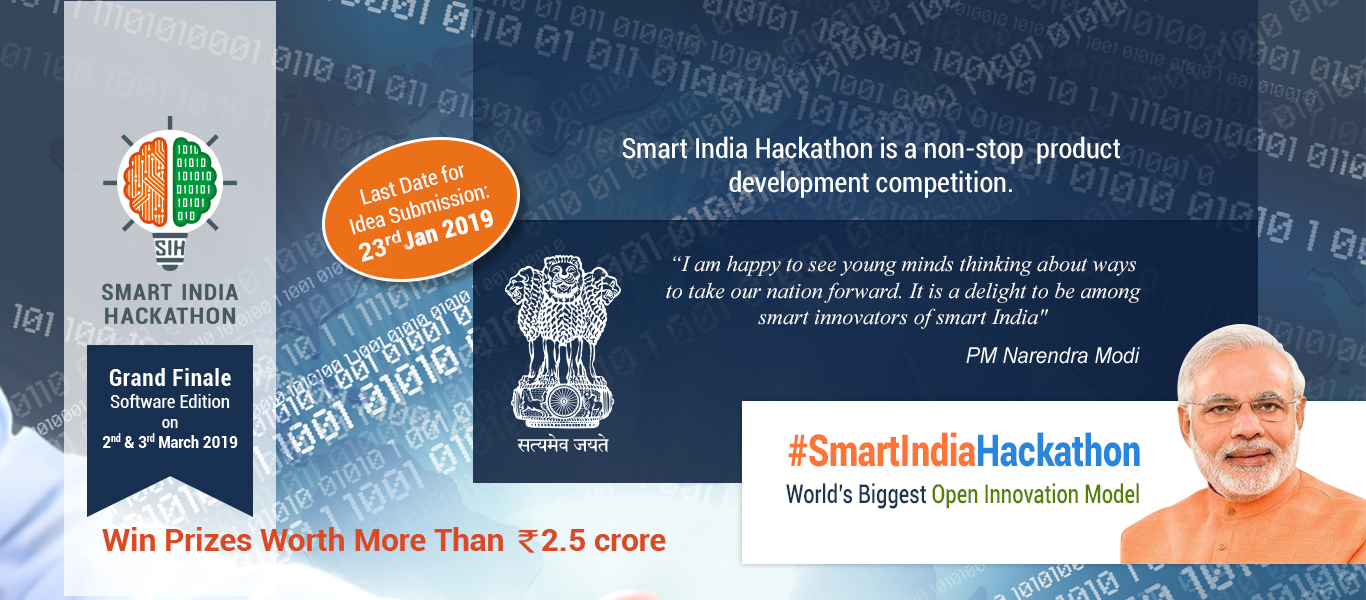 SIH
SMART INDIA
HACKATHON
Grand Finale
Software Edition
on
2nd & 3rd March 2019
Win Prizes Worth More Than ₹2.5 crore
Last Date for
Idea Submission:
23rd Jan 2019
Smart India Hackathon is a non-stop product
development competition.
“I am happy to see young minds thinking about ways
to take our nation forward. It is a delight to be among
smart innovators of smart India"
PM Narendra Modi
सत्यमेव जयते
#SmartIndiaHackathon
World's Biggest Open Innovation Model